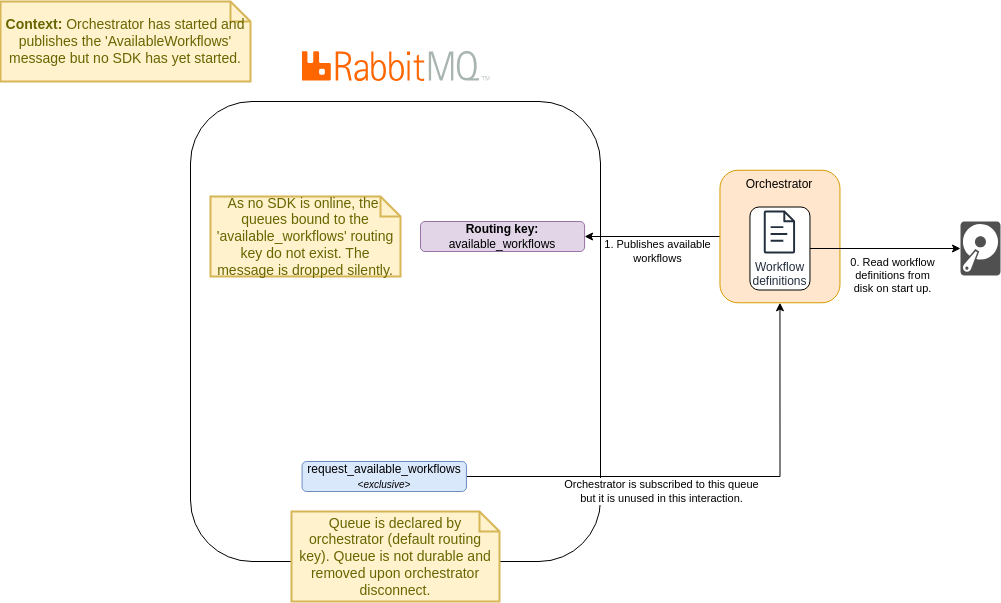 Context: Orchestrator has started and
publishes the 'AvailableWorkflows'
message but no SDK has yet started.
RabbitMQ™
As no SDK is online, the
queues bound to the
'available_workflows' routing
key do not exist. The
message is dropped silently.
Routing key:
available_workflows
1. Publishes available
workflows
Orchestrator
Workflow
definitions
0. Read workflow
definitions from
disk on start up.
request_available_workflows
<exclusive>
Orchestrator is subscribed to this queue
but it is unused in this interaction.
Queue is declared by
orchestrator (default routing
key). Queue is not durable and
removed upon orchestrator
disconnect.